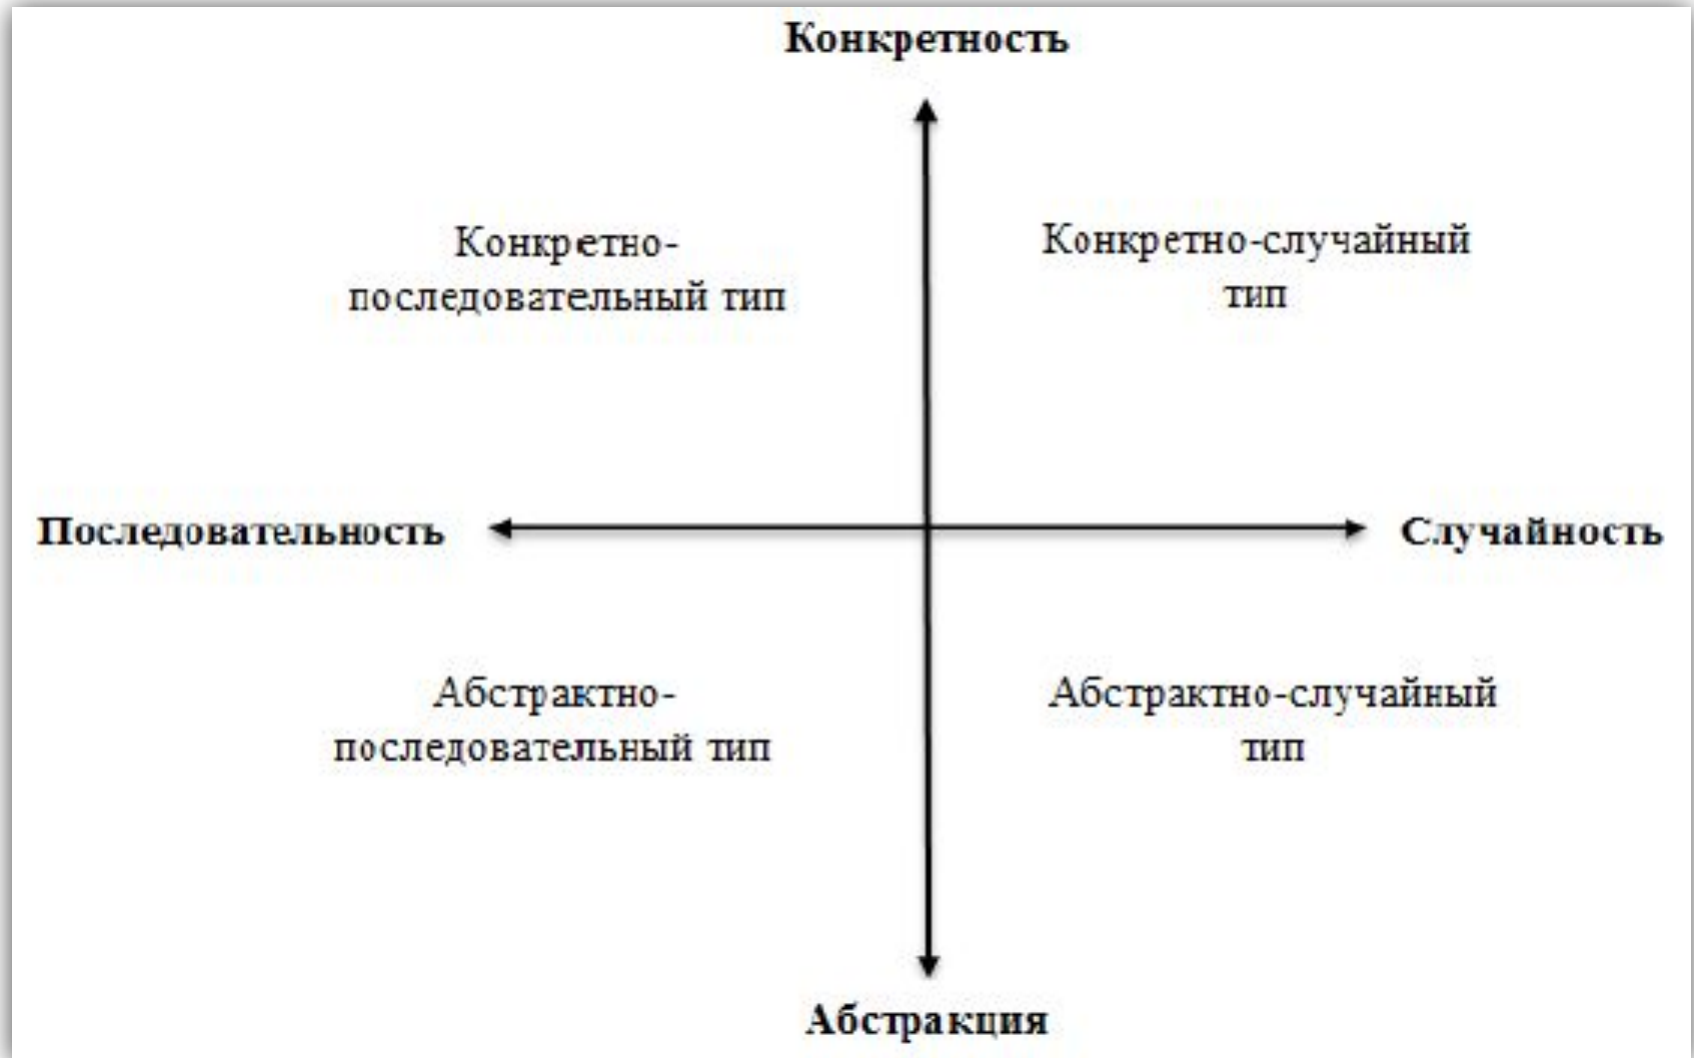 Конкретность
Конкретно-
последовательный тип
Конкретно-случайный
тип
Последовательность
Случайность
Абстрактно-
последовательный тип
Абстрактно-случайный
тип
Абстракция